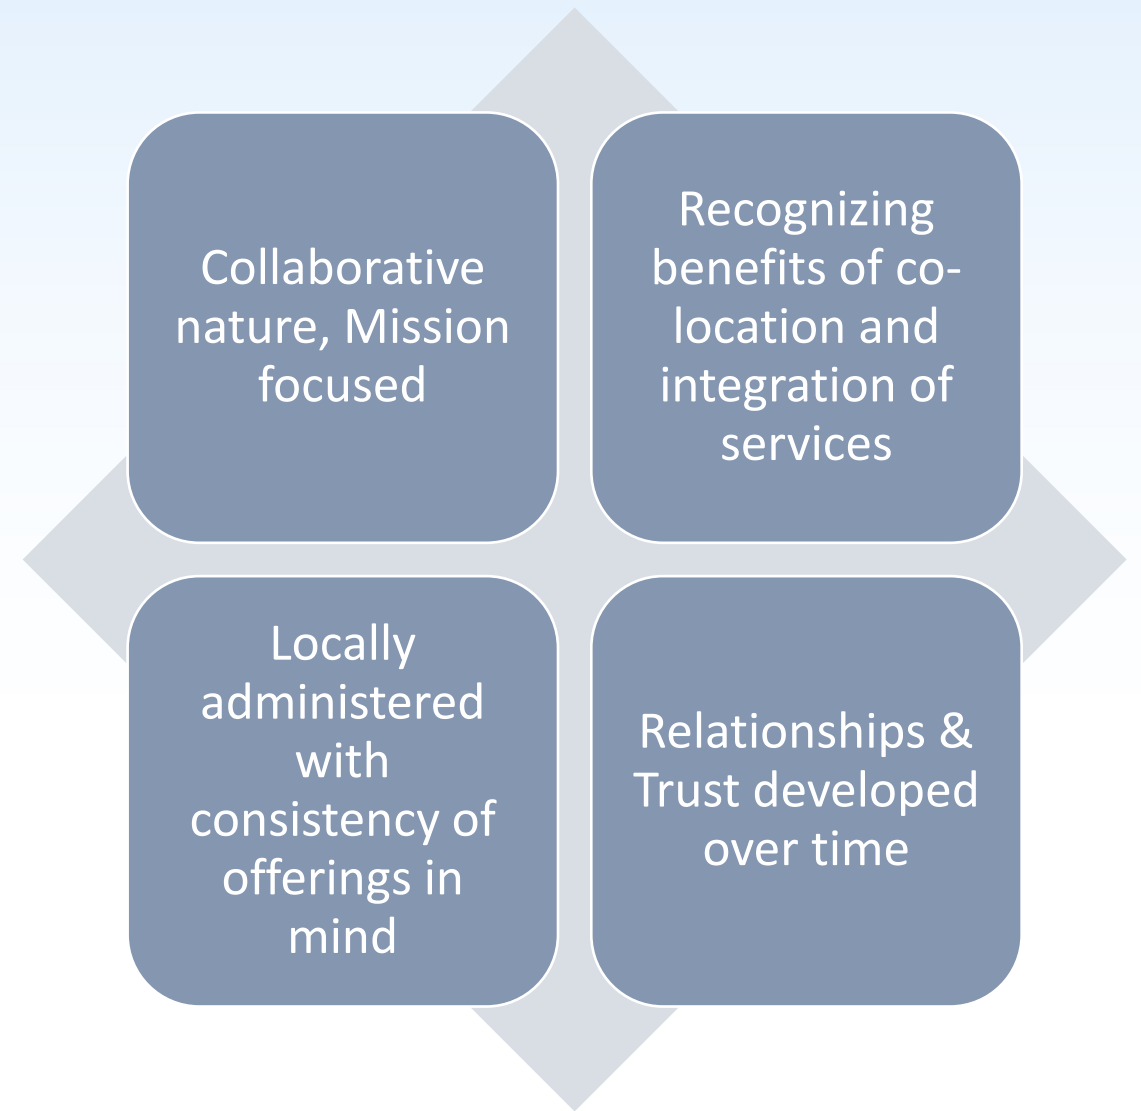 Collaborative
nature, Mission
focused
Recognizing
benefits of co-
location and
integration of
services
Locally
administered
with
consistency of
offerings in
mind
Relationships &
Trust developed
over time